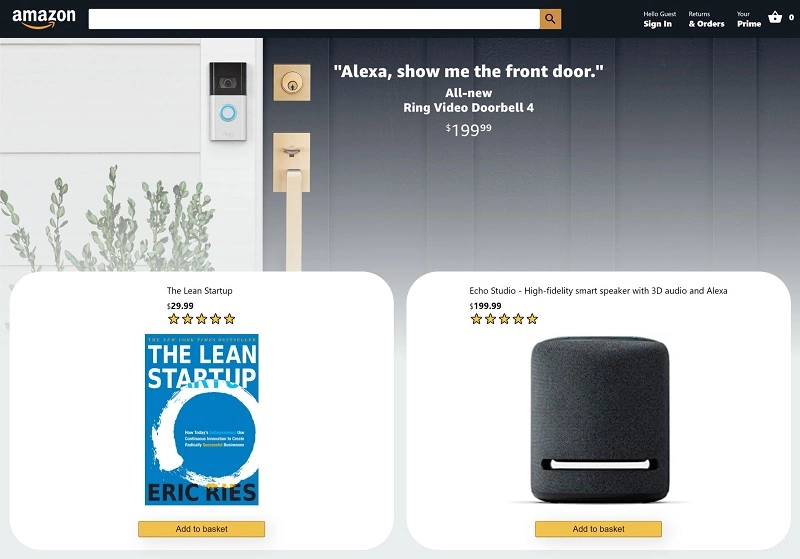 amazon
Hello Guest
Sign In
Returns
& Orders
Your
Prime
0
"Alexa, show me the front door."
All-new
Ring Video Doorbell 4
$199⁹⁹
ring
The Lean Startup
$29.99
THE NEW YORK TIMES BESTSELLER
THE LEAN
STARTUP
How Today's Entrepreneurs Use
Continuous Innovation to Create
Radically Successful Businesses
ERIC RIES
Add to basket
Echo Studio - High-fidelity smart speaker with 3D audio and Alexa
$199.99
Add to basket